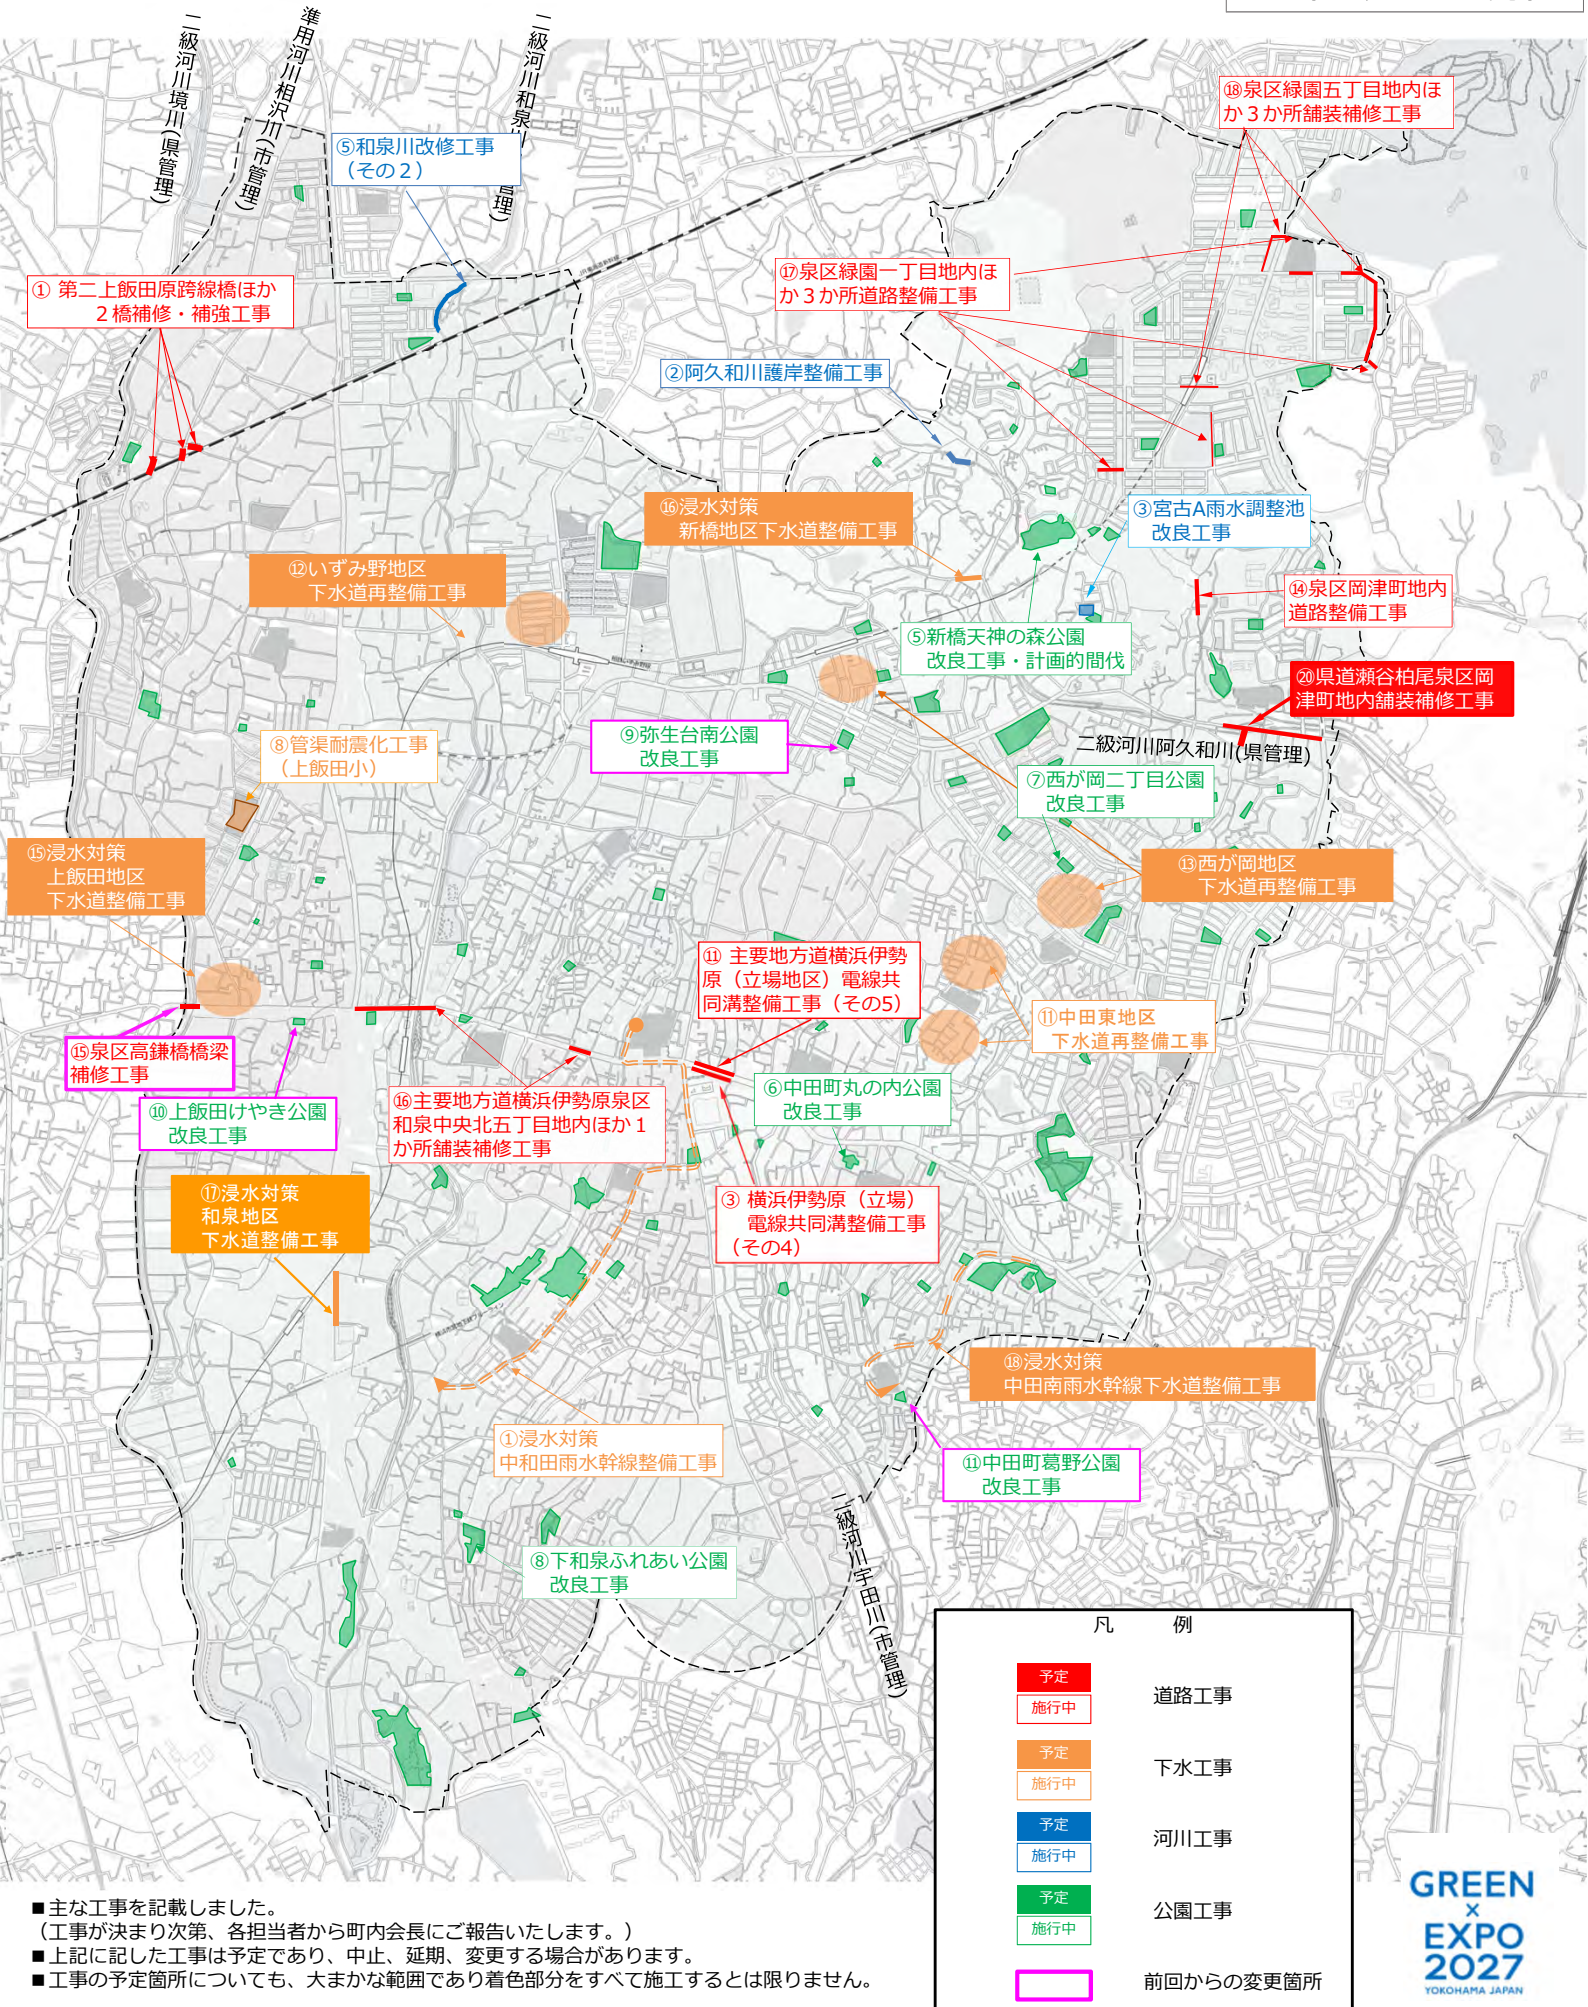 二級河川境川(県管理)
準用河川相沢川(市管理)
二級河川和泉
管理)
⑤和泉川改修工事
（その２）
⑱泉区緑園五丁目地内ほ
か３か所舗装補修工事
① 第二上飯田原跨線橋ほか
２橋補修・補強工事
⑰泉区緑園一丁目地内ほ
か３か所道路整備工事
②阿久和川護岸整備工事
⑯浸水対策
新橋地区下水道整備工事
③宮古A雨水調整池
改良工事
⑫いずみ野地区
下水道再整備工事
⑭泉区岡津町地内
道路整備工事
⑤新橋天神の森公園
改良工事・計画的間伐
⑳県道瀬谷柏尾泉区岡
津町地内舗装補修工事
⑨弥生台南公園
改良工事
二級河川阿久和川(県管理)
⑧管渠耐震化工事
（上飯田小）
⑦西が岡二丁目公園
改良工事
⑮浸水対策
上飯田地区
下水道整備工事
⑬西が岡地区
下水道再整備工事
⑪ 主要地方道横浜伊勢
原（立場地区）電線共
同溝整備工事（その5）
⑪中田東地区
下水道再整備工事
⑮泉区高鎌橋橋梁
補修工事
⑩上飯田けやき公園
改良工事
⑯主要地方道横浜伊勢原泉区
和泉中央北五丁目地内ほか１
か所舗装補修工事
⑥中田町丸の内公園
改良工事
⑰浸水対策
和泉地区
下水道整備工事
③ 横浜伊勢原（立場）
電線共同溝整備工事
（その4）
⑱浸水対策
中田南雨水幹線下水道整備工事
①浸水対策
中和田雨水幹線整備工事
⑪中田町葛野公園
改良工事
⑧下和泉ふれあい公園
改良工事
二級河川宇田川(市管理)
凡　例
予定
施行中
道路工事
予定
施行中
下水工事
予定
施行中
河川工事
予定
施行中
公園工事
前回からの変更箇所
■主な工事を記載しました。
（工事が決まり次第、各担当者から町内会長にご報告いたします。）
■上記に記した工事は予定であり、中止、延期、変更する場合があります。
■工事の予定箇所についても、大まかな範囲であり着色部分をすべて施工するとは限りません。
GREEN
×
EXPO
2027
YOKOHAMA JAPAN